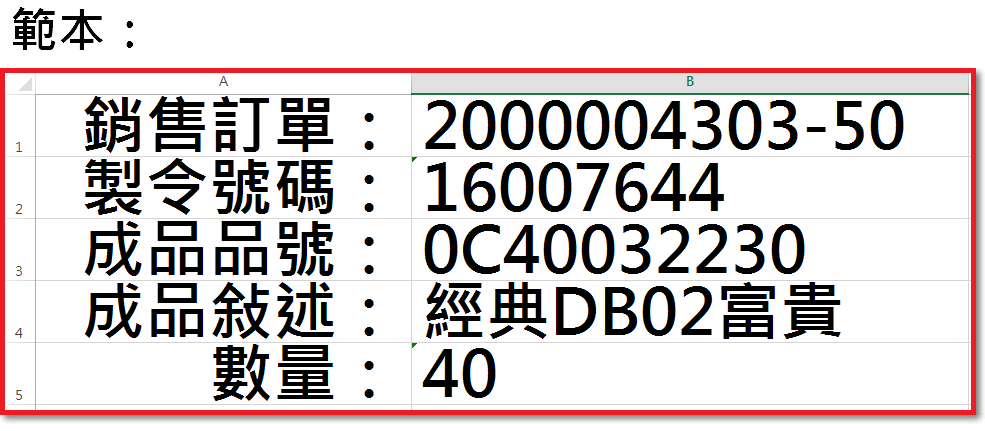 範本：
A B
1 銷售訂單： 2000004303-50
2 製令號碼： 16007644
3 成品品號： 0C40032230
4 成品敍述： 經典DB02富貴
5 數量： 40